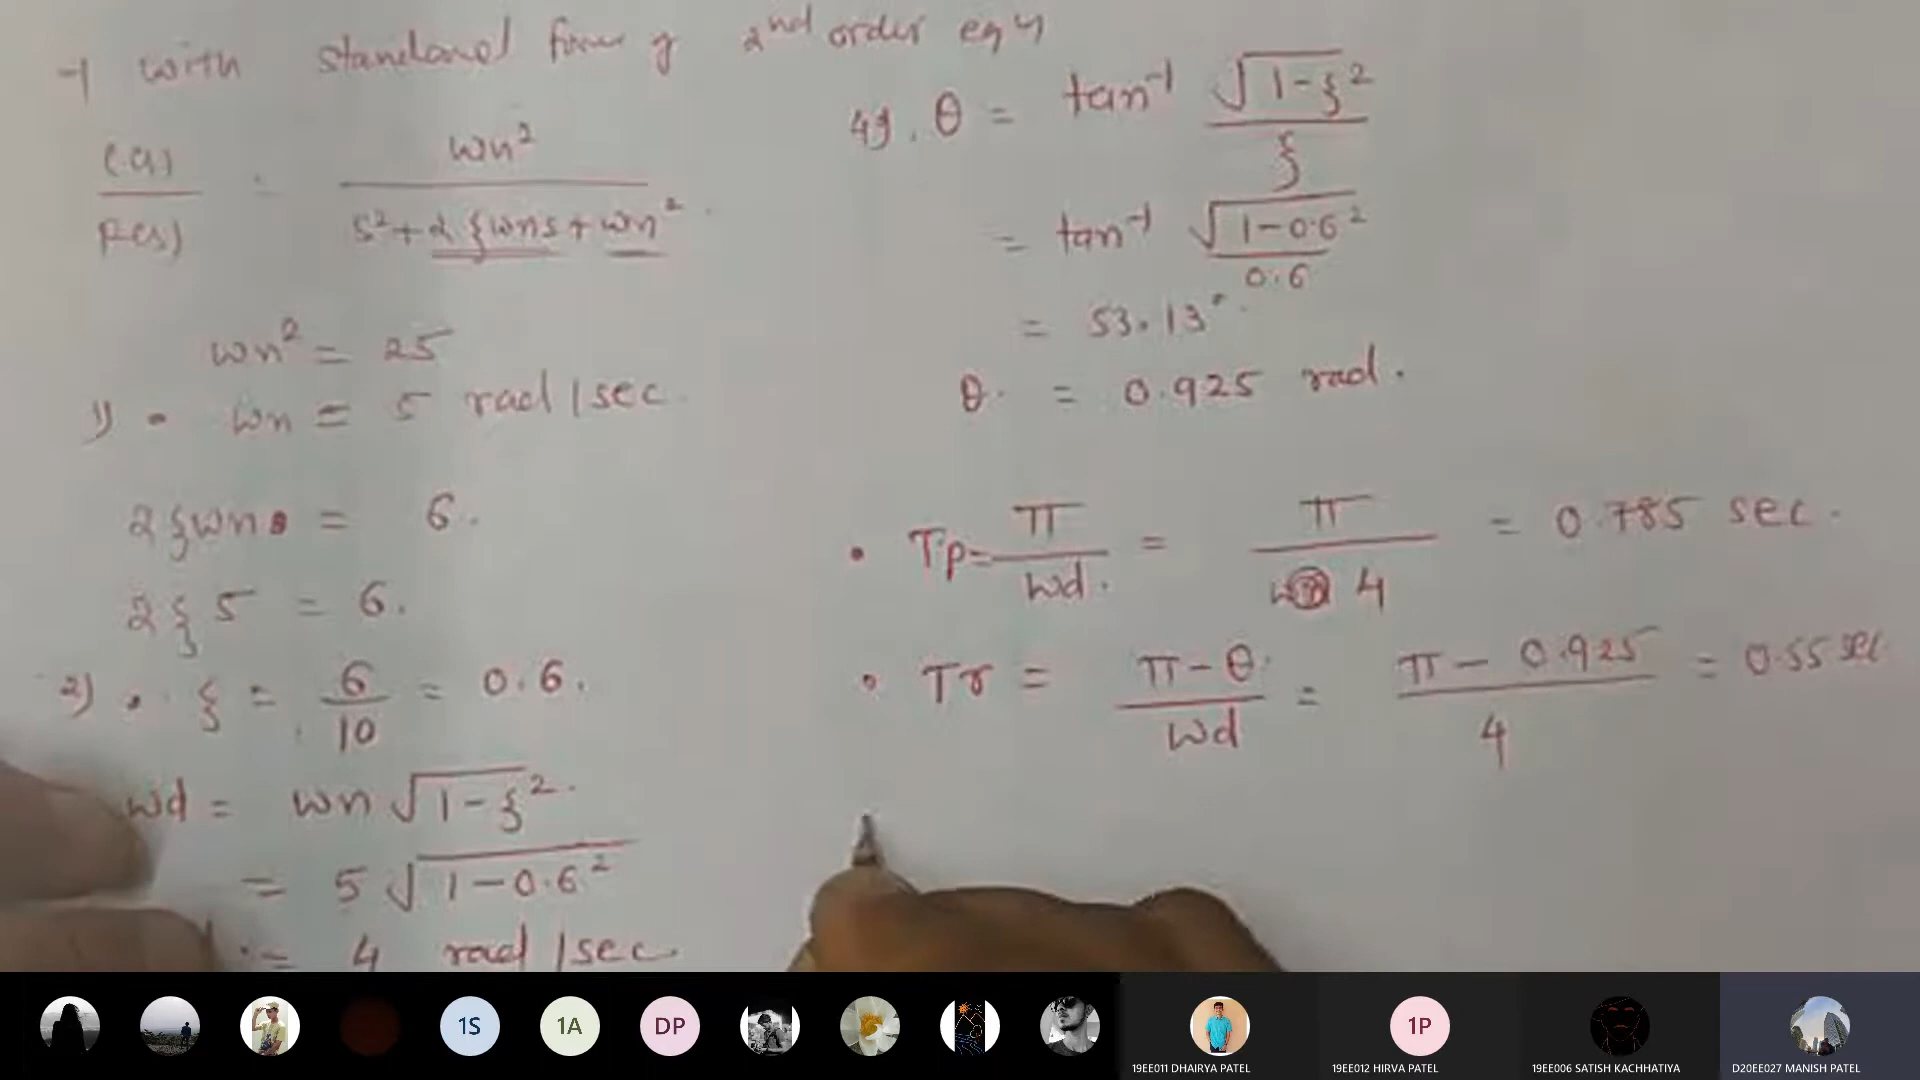 with standard form of 2nd order eqn
C(s)/R(s) = wn²/(s²+2ξwns+wn²).
wn² = 25
1) • wn = 5 rad/sec.
2ξwn = 6.
2ξ5 = 6.
2) • ξ = 6/10 = 0.6.
wd = wn√1-ξ².
= 5√1-0.6²
= 4 rad/sec
4). θ = tan⁻¹ √1-ξ²/ξ
= tan⁻¹ √1-0.6²/0.6
= 53.13°.
θ. = 0.925 rad.
• Tp = π/wd. = π/4 = 0.785 sec.
• Tr = π-θ/wd = π-0.925/4 = 0.55 sec
1S
1A
DP
1P
19EE011 DHAIRYA PATEL
19EE012 HIRVA PATEL
19EE006 SATISH KACHHATIYA
D20EE027 MANISH PATEL